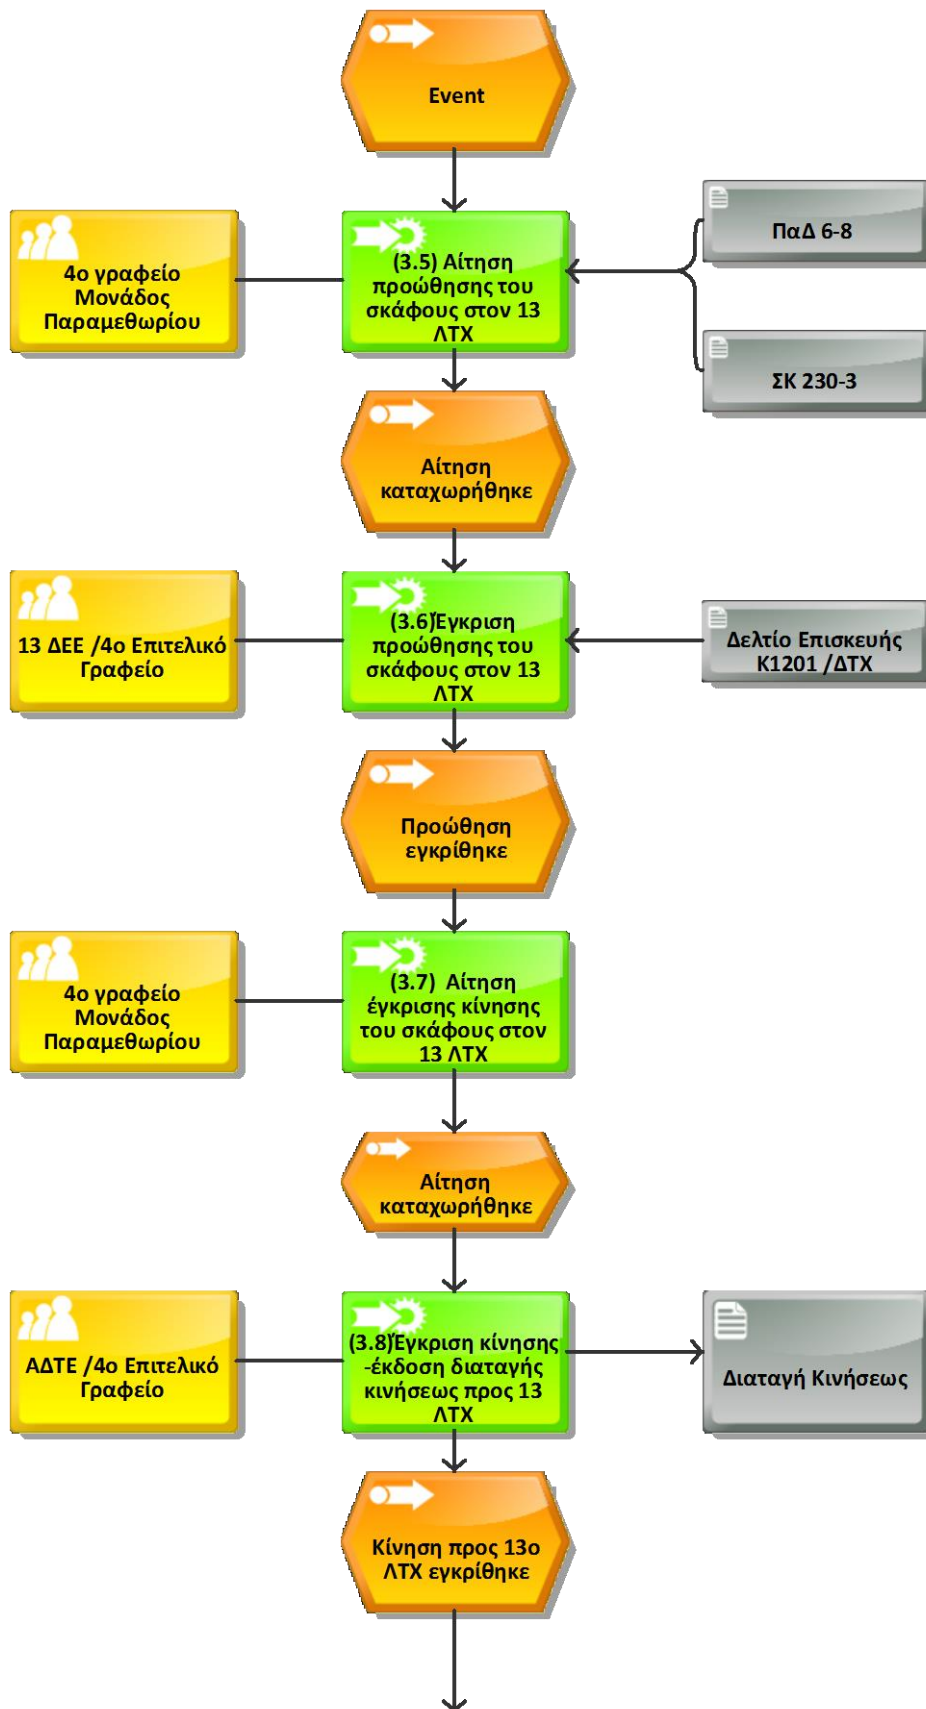 Event
ΠαΔ 6-8
4ο γραφείο
Μονάδος
Παραμεθωρίου
(3.5) Αίτηση
προώθησης του
σκάφους στον 13
ΛΤΧ
ΣΚ 230-3
Αίτηση
καταχωρήθηκε
13 ΔΕΕ /4ο Επιτελικό
Γραφείο
(3.6)Έγκριση
προώθησης του
σκάφους στον 13
ΛΤΧ
Δελτίο Επισκευής
Κ1201 /ΔΤΧ
Προώθηση
εγκρίθηκε
4ο γραφείο
Μονάδος
Παραμεθωρίου
(3.7) Αίτηση
έγκρισης κίνησης
του σκάφους στον
13 ΛΤΧ
Αίτηση
καταχωρήθηκε
ΑΔΤΕ /4ο Επιτελικό
Γραφείο
(3.8)Έγκριση κίνησης
-έκδοση διαταγής
κινήσεως προς 13
ΛΤΧ
Διαταγή Κινήσεως
Κίνηση προς 13ο
ΛΤΧ εγκρίθηκε